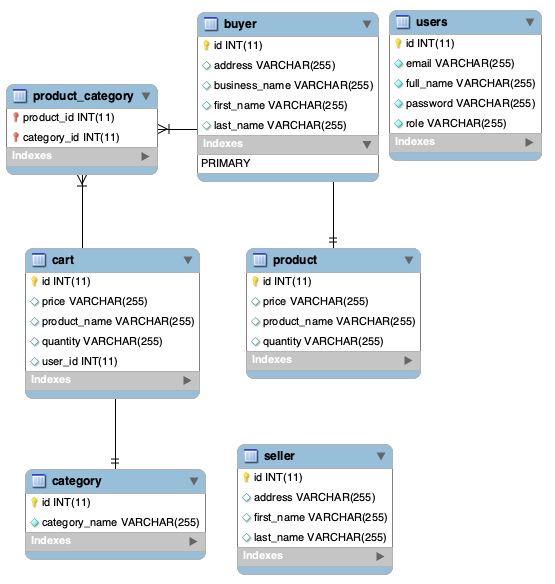 buyer
id INT(11)
address VARCHAR(255)
business_name VARCHAR(255)
first_name VARCHAR(255)
last_name VARCHAR(255)
Indexes
PRIMARY
users
id INT(11)
email VARCHAR(255)
full_name VARCHAR(255)
password VARCHAR(255)
role VARCHAR(255)
Indexes
product_category
product_id INT(11)
category_id INT(11)
Indexes
cart
id INT(11)
price VARCHAR(255)
product_name VARCHAR(255)
quantity VARCHAR(255)
user_id INT(11)
Indexes
product
id INT(11)
price VARCHAR(255)
product_name VARCHAR(255)
quantity VARCHAR(255)
Indexes
category
id INT(11)
category_name VARCHAR(255)
Indexes
seller
id INT(11)
address VARCHAR(255)
first_name VARCHAR(255)
last_name VARCHAR(255)
Indexes